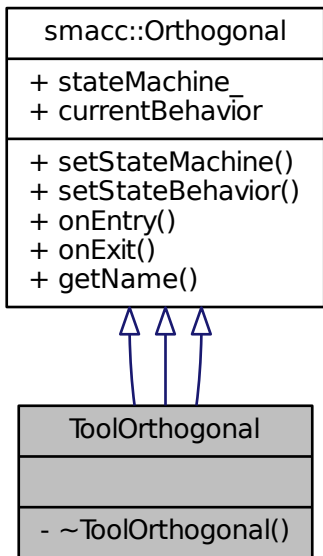 smacc::Orthogonal
+ stateMachine_
+ currentBehavior
+ setStateMachine()
+ setStateBehavior()
+ onEntry()
+ onExit()
+ getName()
ToolOrthogonal
- ~ToolOrthogonal()